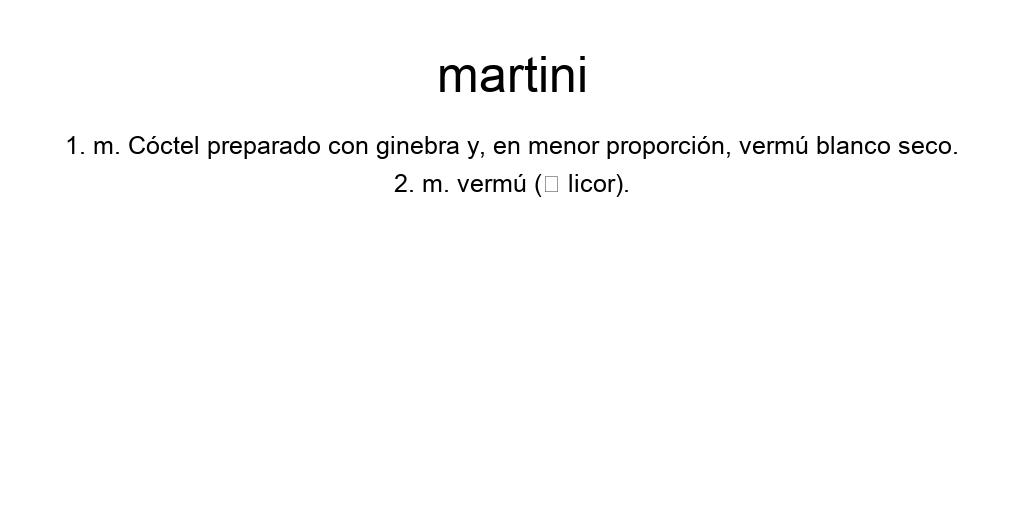 martini
1. m. Cóctel preparado con ginebra y, en menor proporción, vermú blanco seco.
2. m. vermú (□ licor).